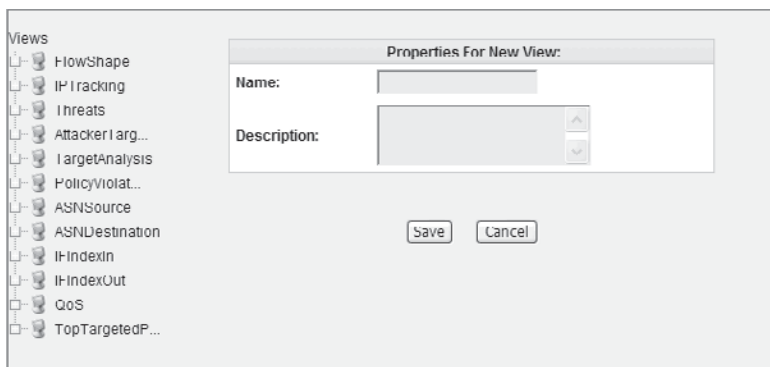 Views
FlowShape
IPTracking
Threats
AttackerTarg...
TargetAnalysis
PolicyViolat...
ASNSource
ASNDestination
IFIndexIn
IFIndexOut
QoS
TopTargetedP...
Properties For New View:
Name:
Description:
Save
Cancel